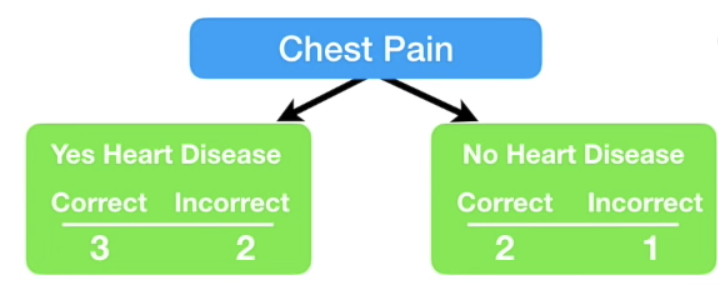 Chest Pain
Yes Heart Disease
Correct Incorrect
3 2
No Heart Disease
Correct Incorrect
2 1